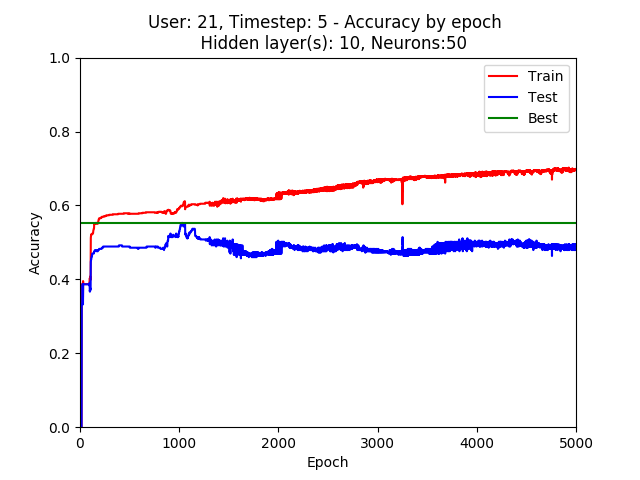 User: 21, Timestep: 5 - Accuracy by epoch
Hidden layer(s): 10, Neurons:50
1.0
0.8
0.6
0.4
0.2
0.0
Accuracy
Train
Test
Best
0 1000 2000 3000 4000 5000
Epoch